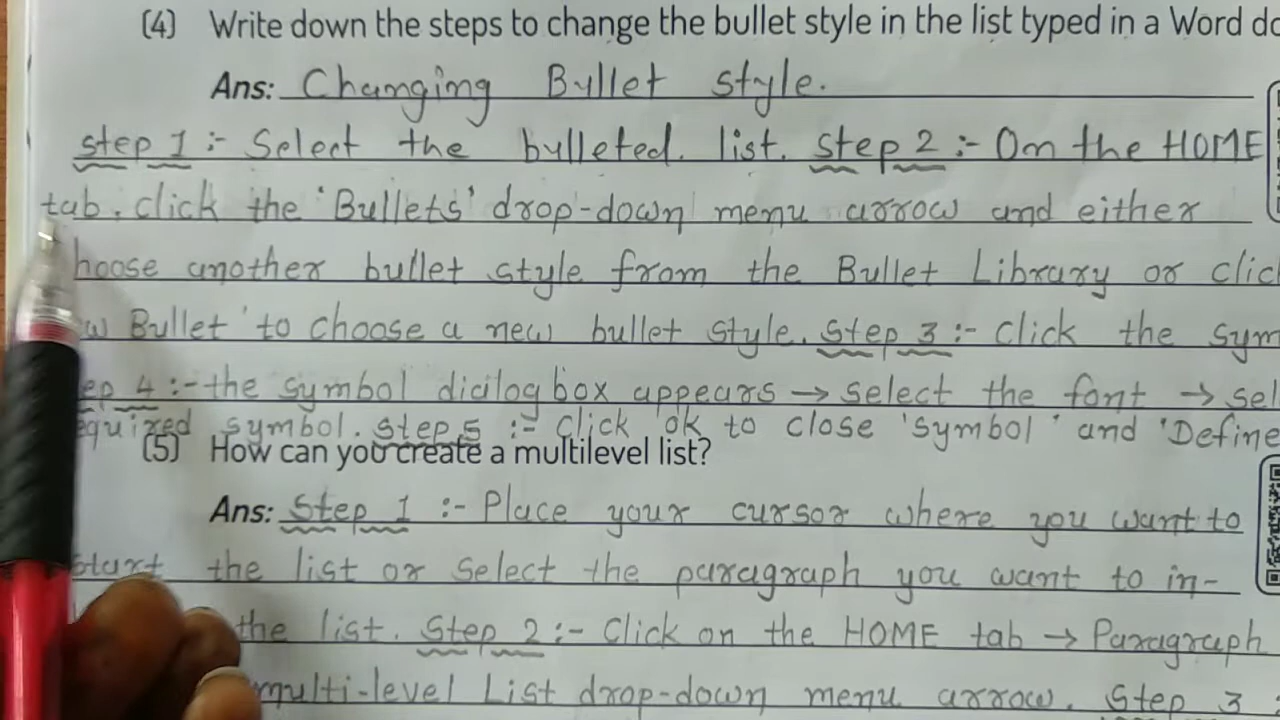 (4) Write down the steps to change the bullet style in the list typed in a Word
Ans: Changing Bullet style.
step 1 :- Select the bulleted. list. step 2 :- On the HOME
tab. click the 'Bullets' drop-down menu arrow and either
hoose another bullet style from the Bullet Library or clic
w Bullet' to choose a new bullet style. step 3 :- Click the sym
ep 4 :- the symbol dialog box appears → select the font → sel
equired symbol. step 5 :- Click ok to close 'symbol' and 'Define
(5) How can you create a multilevel list?
Ans: Step 1 :- Place your cursor where you want to
start the list or select the paragraph you want to in-
the list. Step 2 :- Click on the HOME tab → Paragraph
multi-level List drop-down menu arrow. Step 3